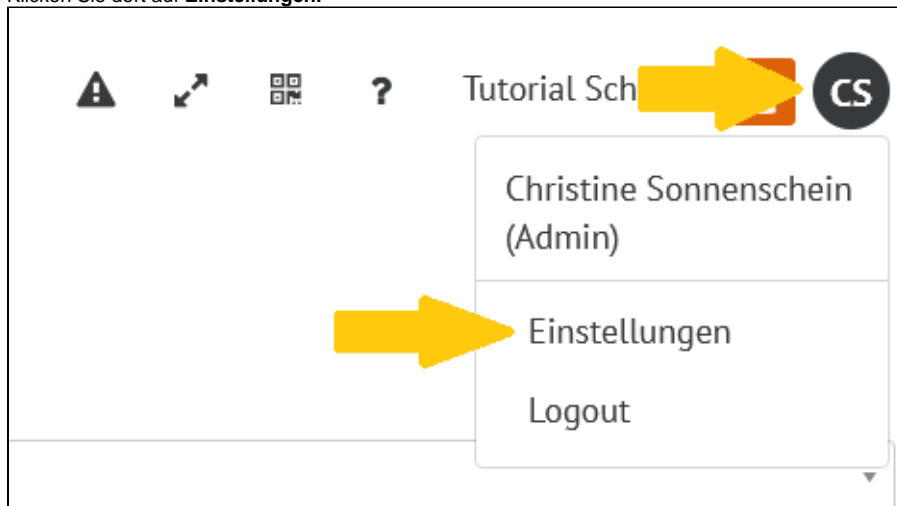 Klicken Sie dort auf Einstellungen.
? Tutorial Sch CS
Christine Sonnenschein
(Admin)
Einstellungen
Logout